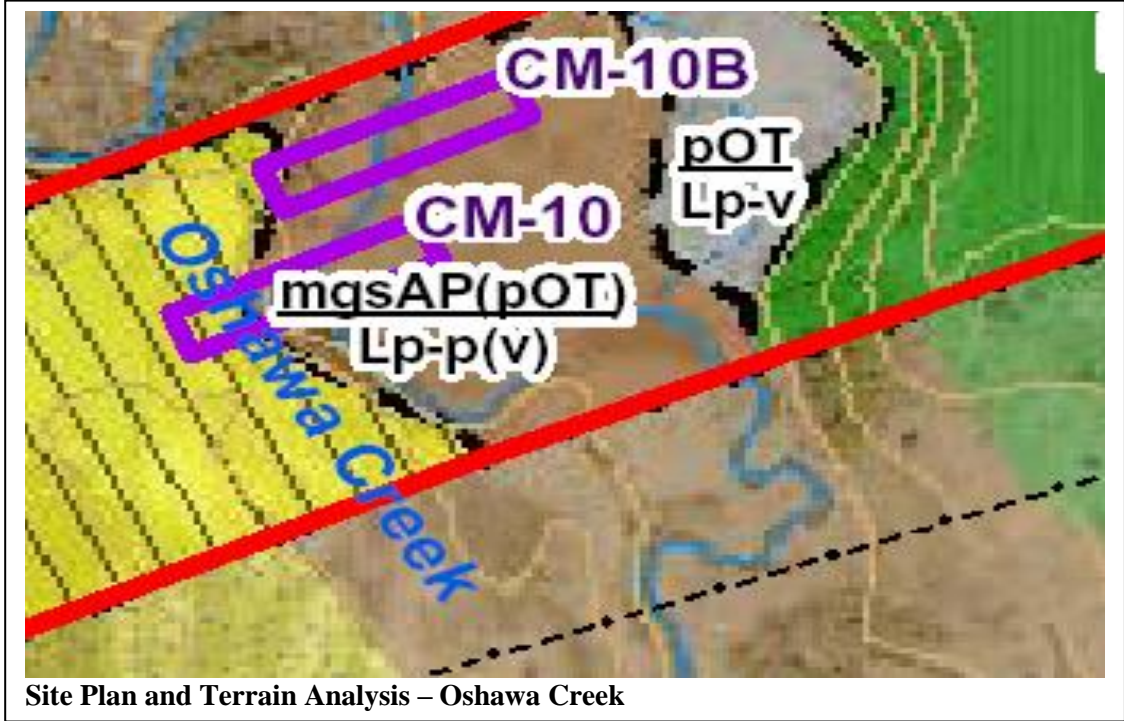 CM-10B
pOT
Lp-v
CM-10
mgsAP(pOT)
Lp-p(v)
Oshawa Creek
Site Plan and Terrain Analysis – Oshawa Creek